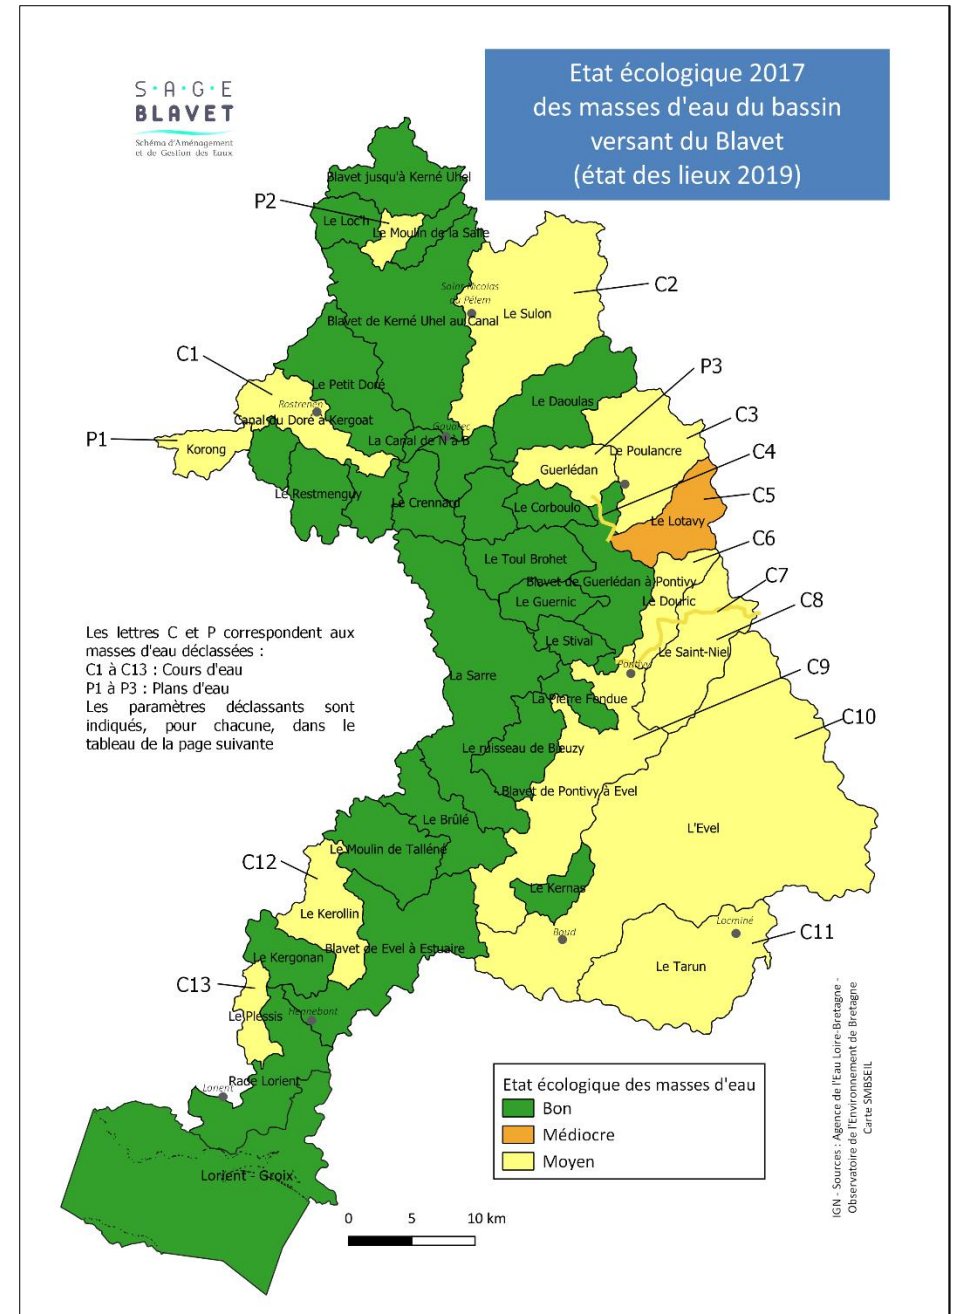 S·A·G·E
BLAVET
Schéma d'Aménagement
et de Gestion des Eaux
Etat écologique 2017
des masses d'eau du bassin
versant du Blavet
(état des lieux 2019)
Blavet jusqu'à Kerné Uhel
P2
Le Loc'h
Le Moulin de la Salle
C2
Saint Nicolas
du Pélem
Le Sulon
Blavet de Kerné Uhel au Canal
C1
P3
Le Petit Doré
Rostrenen
Le Daoulas
C3
Canal du Doré à Kergoat
Gouarec
P1
La Canal de N à B
Le Poulancre
Korong
Guerlédan
C4
Le Restmenguy
Le Crennard
C5
Le Corboulo
Le Lotavy
C6
Le Toul Brohet
Blavet de Guerlédan à Pontivy
C7
Le Guernic
Le Douric
C8
Le Stival
Le Saint-Niel
Les lettres C et P correspondent aux
masses d'eau déclassées :
C1 à C13 : Cours d'eau
P1 à P3 : Plans d'eau
Les paramètres déclassants sont
indiqués, pour chacune, dans le
tableau de la page suivante
Pontivy
C9
La Sarre
La Pierre Fendue
C10
Le ruisseau de Bieuzy
Blavet de Pontivy à Evel
Le Brûlé
L'Evel
Le Moulin de Talléné
C12
Le Kernas
Le Kerollin
Locminé
Baud
C11
Blavet de Evel à Estuaire
Le Kergonan
Le Tarun
C13
Le Plessis
Hennebont
Rade Lorient
Lorient
Lorient - Groix
Etat écologique des masses d'eau
Bon
Médiocre
Moyen
0 5 10 km
IGN - Sources : Agence de l'Eau Loire-Bretagne -
Observatoire de l'Environnement de Bretagne
Carte SMBSEIL